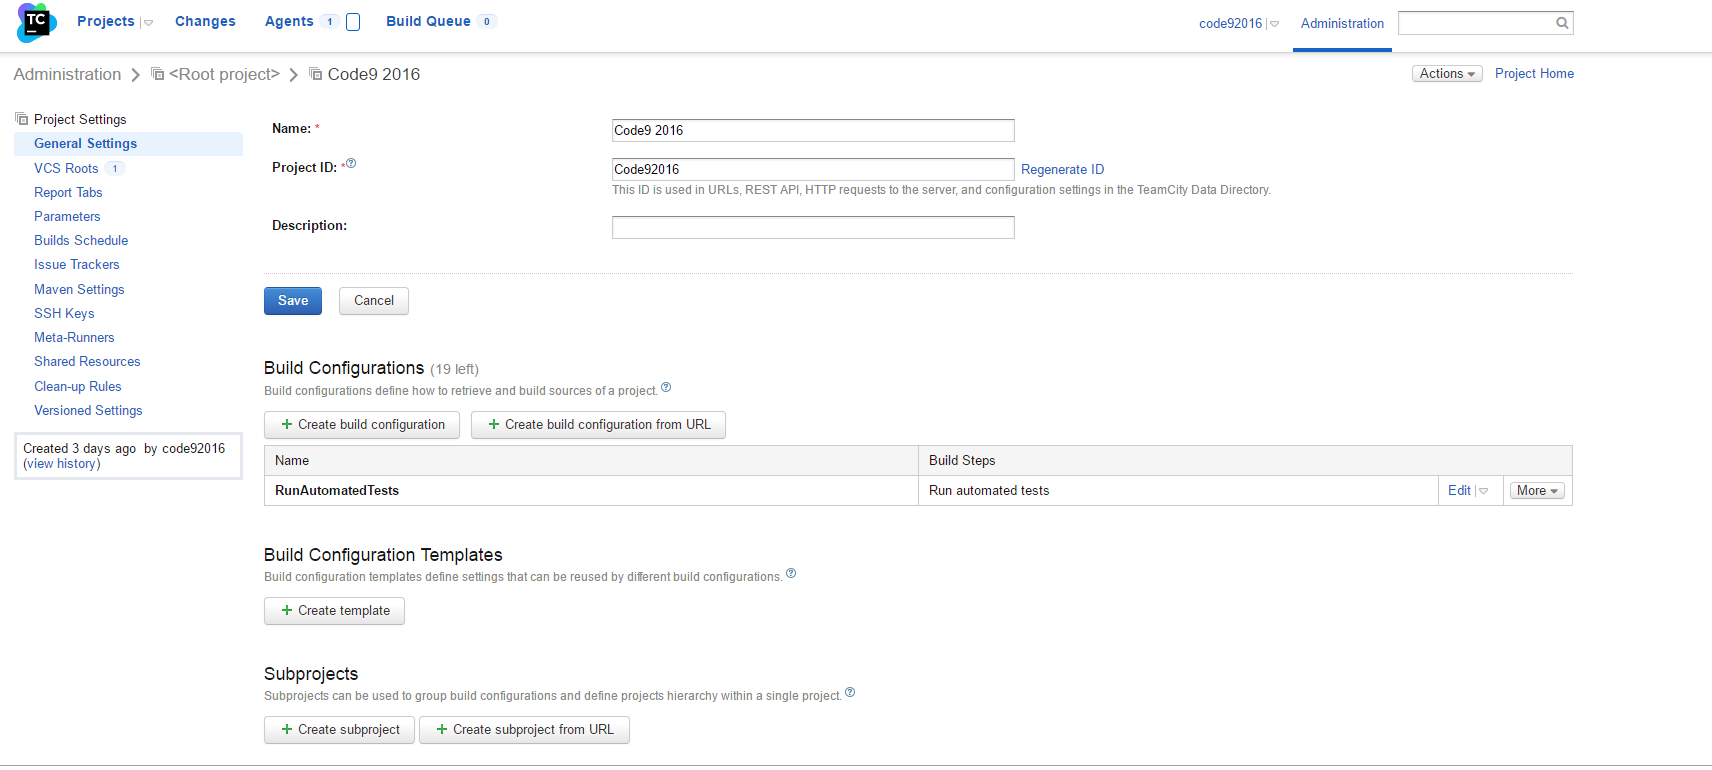 TC Projects Changes Agents 1 Build Queue 0 code92016 Administration
Administration <Root project> Code9 2016 Actions Project Home
Project Settings
General Settings
VCS Roots 1
Report Tabs
Parameters
Builds Schedule
Issue Trackers
Maven Settings
SSH Keys
Meta-Runners
Shared Resources
Clean-up Rules
Versioned Settings
Created 3 days ago by code92016
(view history)
Name: * Code9 2016
Project ID: * Code92016 Regenerate ID
This ID is used in URLs, REST API, HTTP requests to the server, and configuration settings in the TeamCity Data Directory.
Description:
Save Cancel
Build Configurations (19 left)
Build configurations define how to retrieve and build sources of a project. ?
+ Create build configuration + Create build configuration from URL
Name Build Steps
RunAutomatedTests Run automated tests Edit More
Build Configuration Templates
Build configuration templates define settings that can be reused by different build configurations. ?
+ Create template
Subprojects
Subprojects can be used to group build configurations and define projects hierarchy within a single project. ?
+ Create subproject + Create subproject from URL